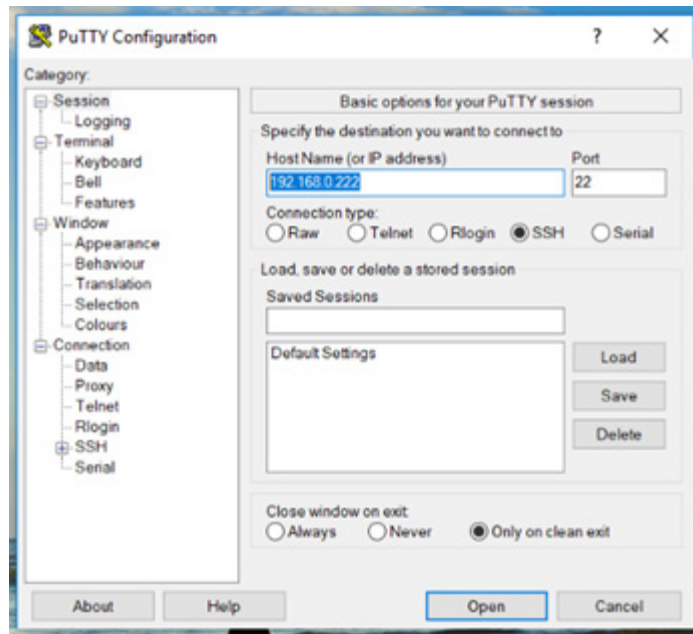 PuTTY Configuration
?
Category:
Session
Logging
Terminal
Keyboard
Bell
Features
Window
Appearance
Behaviour
Translation
Selection
Colours
Connection
Data
Proxy
Telnet
Rlogin
SSH
Serial
Basic options for your PuTTY session
Specify the destination you want to connect to
Host Name (or IP address) Port
192.168.0.222 22
Connection type:
Raw Telnet Rlogin SSH Serial
Load, save or delete a stored session
Saved Sessions
Default Settings
Load
Save
Delete
Close window on exit
Always Never Only on clean exit
About Help Open Cancel